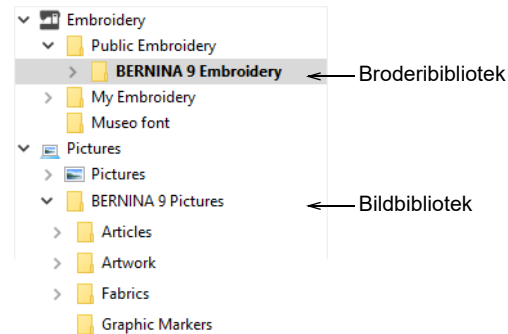 Embroidery
Public Embroidery
BERNINA 9 Embroidery
Broderibibliotek
My Embroidery
Museo font
Pictures
Pictures
BERNINA 9 Pictures
Bildbibliotek
Articles
Artwork
Fabrics
Graphic Markers